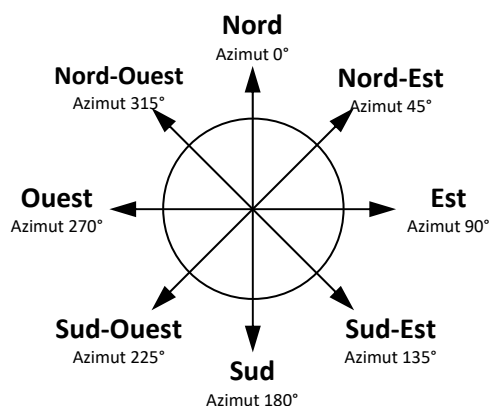 Nord
Azimut 0°
Nord-Ouest
Azimut 315°
Nord-Est
Azimut 45°
Ouest
Azimut 270°
Est
Azimut 90°
Sud-Ouest
Azimut 225°
Sud-Est
Azimut 135°
Sud
Azimut 180°